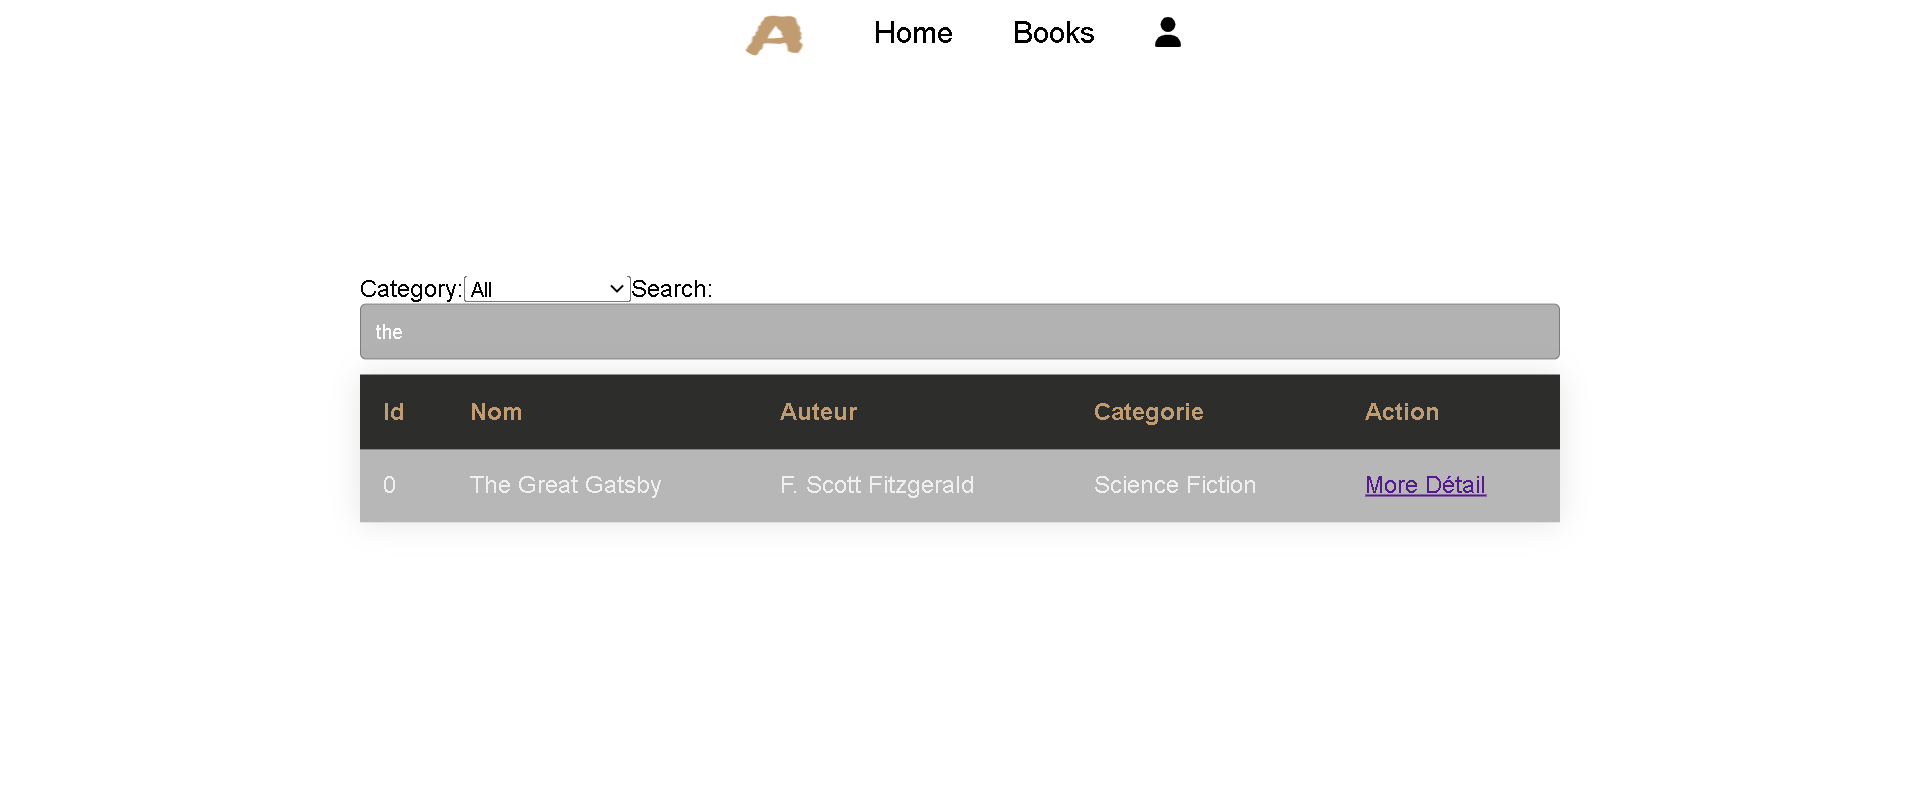 A Home Books
Category: All Search:
the
Id Nom Auteur Categorie Action
0 The Great Gatsby F. Scott Fitzgerald Science Fiction More Détail